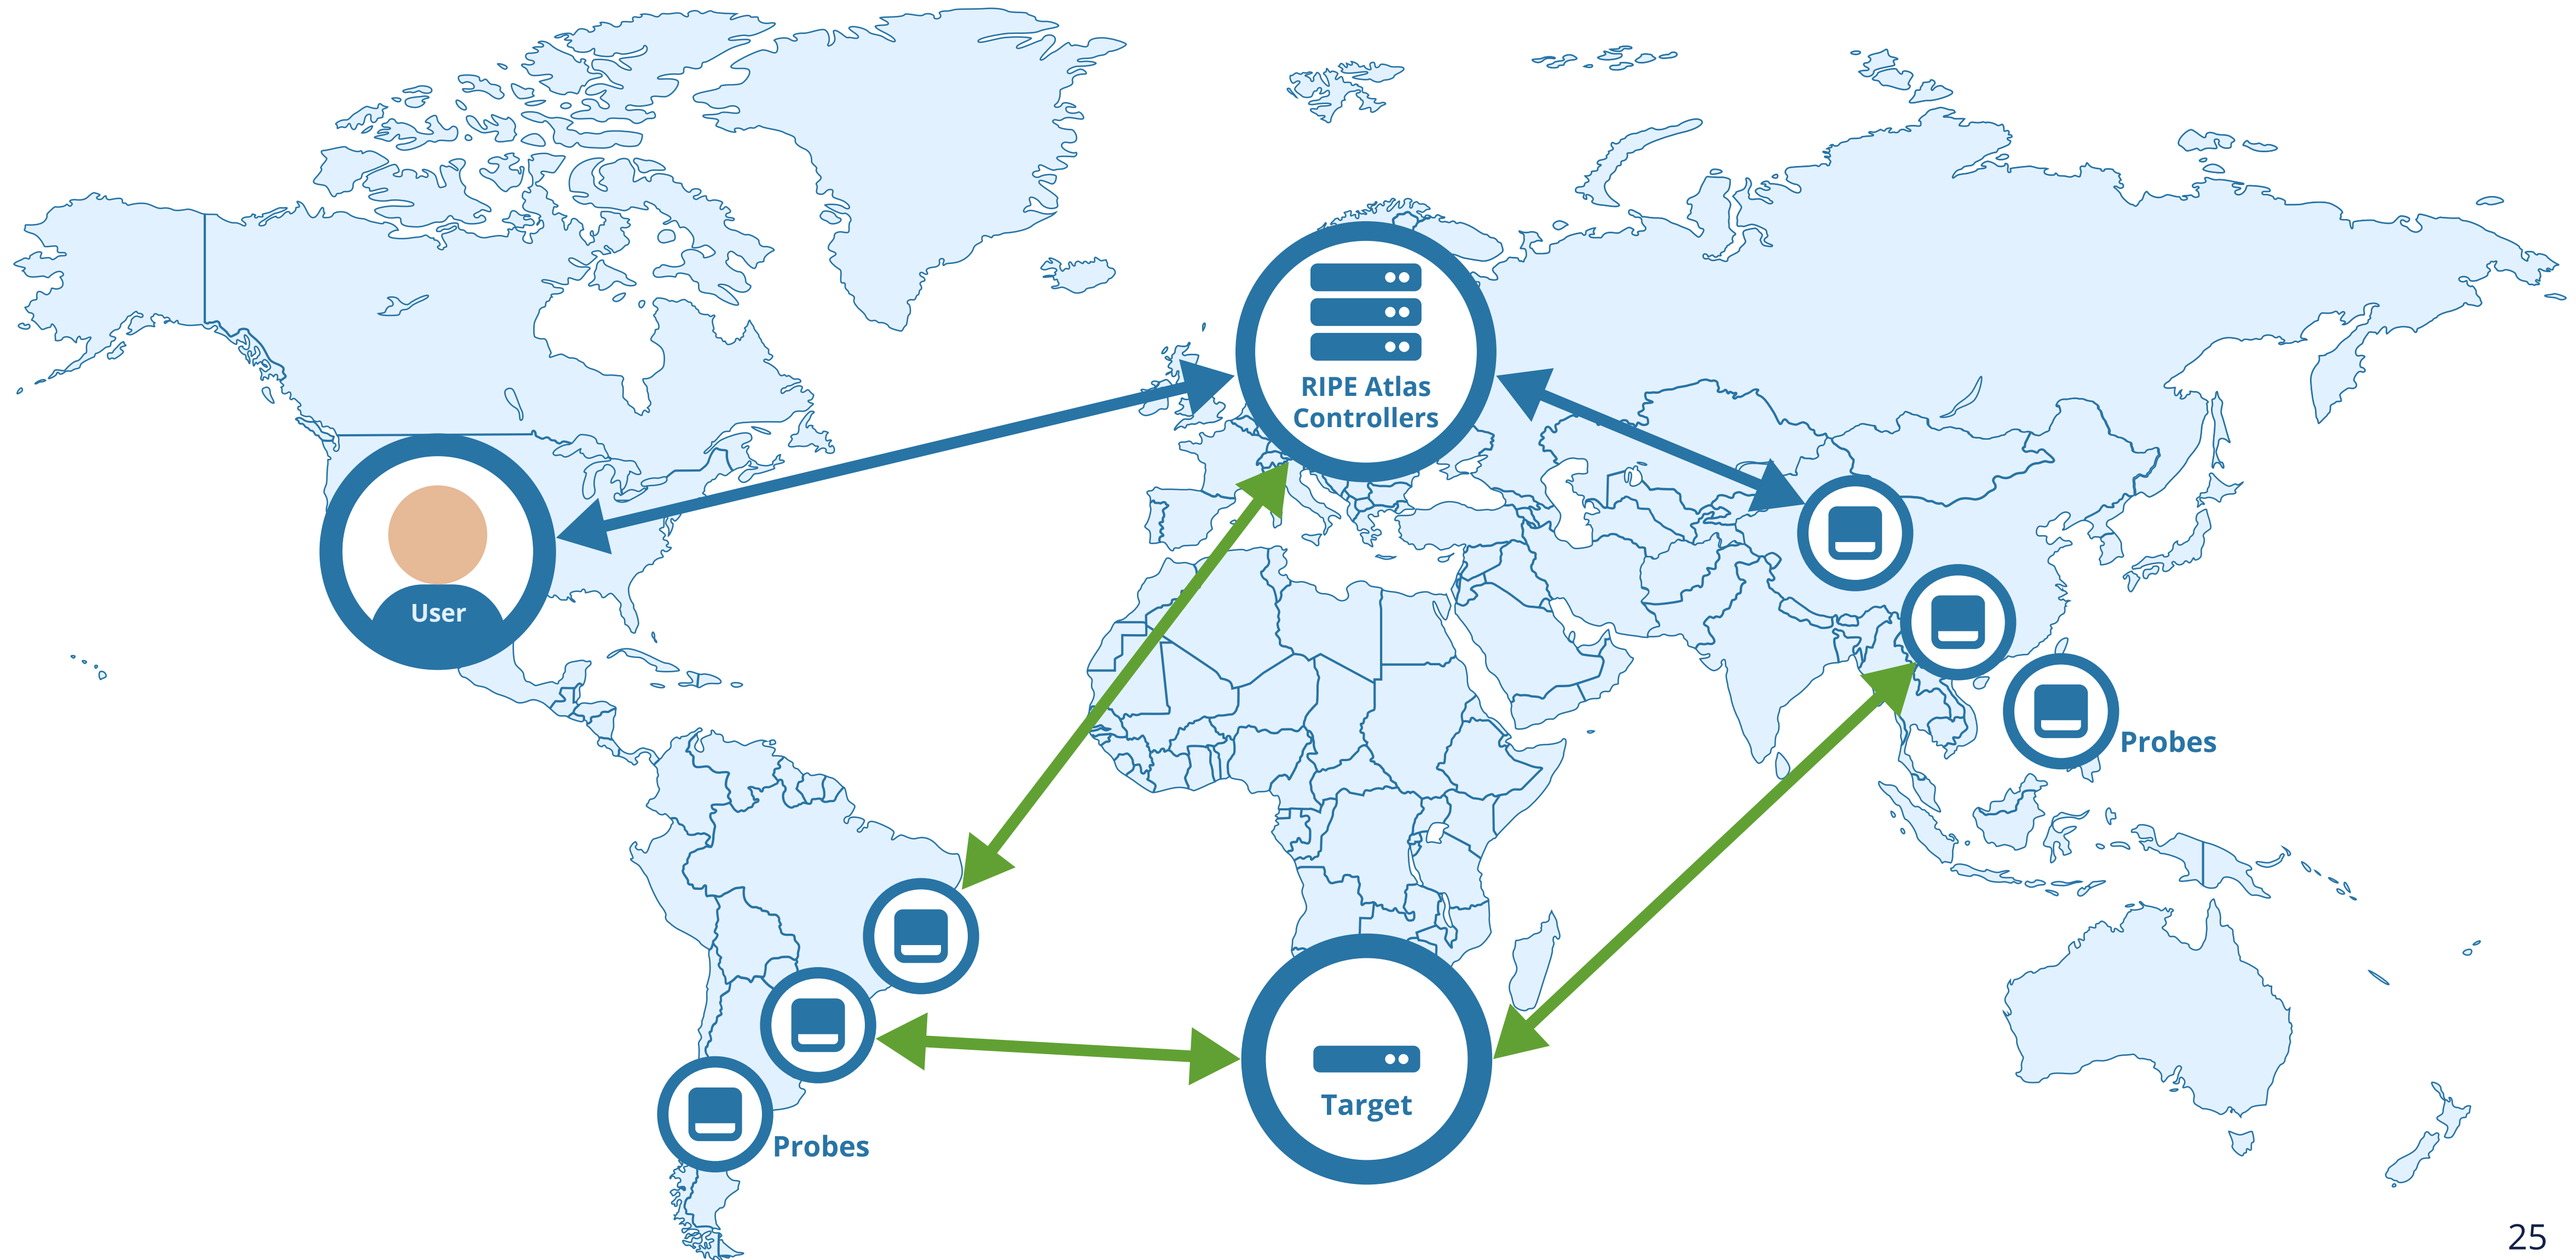 RIPE Atlas
Controllers
User
Probes
Target
Probes
25